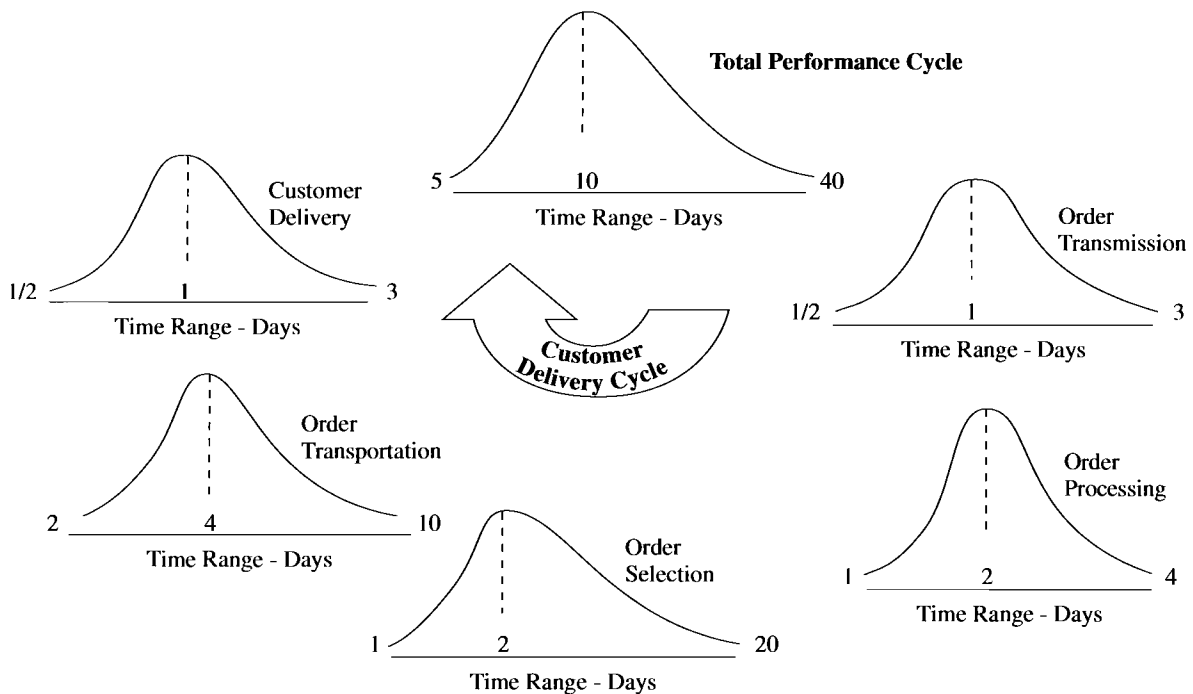 Total Performance Cycle
5
10
40
Time Range - Days
Order
Transmission
1/2
1
3
Time Range - Days
Order
Processing
1
2
4
Time Range - Days
Order
Selection
1
2
20
Time Range - Days
Order
Transportation
2
4
10
Time Range - Days
Customer
Delivery
1/2
1
3
Time Range - Days
Customer
Delivery Cycle